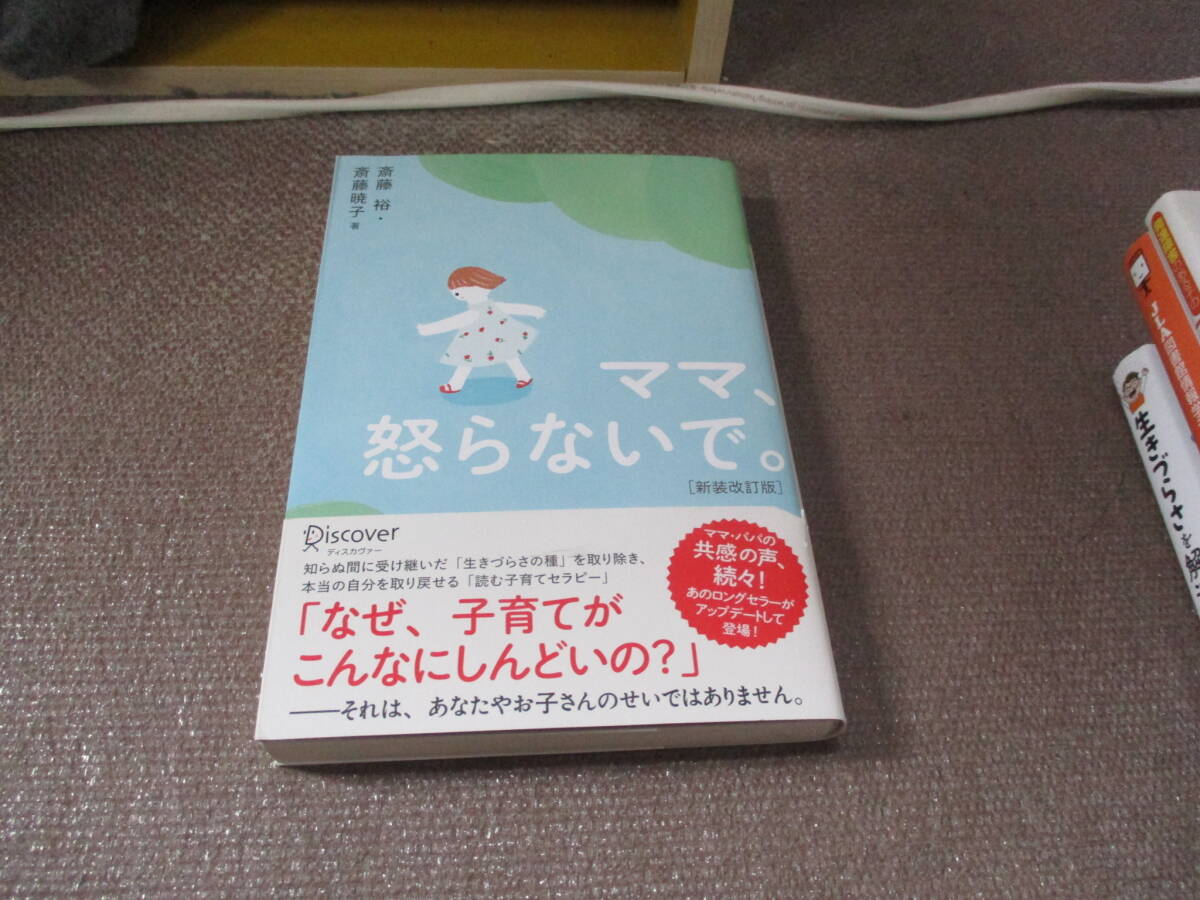 斎藤 裕・
斎藤暁子 著
ママ、
怒らないで。
[新装改訂版]
Discover
ディスカヴァー
知らぬ間に受け継いだ「生きづらさの種」を取り除き、
本当の自分を取り戻せる「読む子育てセラピー」
「なぜ、子育てが
こんなにしんどいの?」
──それは、あなたやお子さんのせいではありません。
ママ・パパの
共感の声、
続々!
あのロングセラーが
アップデートして
登場!
生きづらさを解